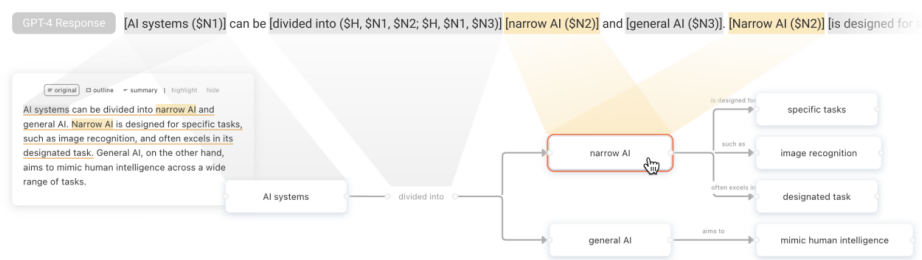 GPT-4 Response [AI systems ($N1)] can be [divided into ($H, $N1, $N2; $H, $N1, $N3)] [narrow AI ($N2)] and [general AI ($N3)]. [Narrow AI ($N2)] [is designed for
original outline summary | highlight hide
AI systems can be divided into narrow AI and
general AI. Narrow AI is designed for specific tasks,
such as image recognition, and often excels in its
designated task. General AI, on the other hand,
aims to mimic human intelligence across a wide
range of tasks.
AI systems
divided into
narrow AI
is designed for
specific tasks
such as
image recognition
often excels in
designated task
general AI
aims to
mimic human intelligence